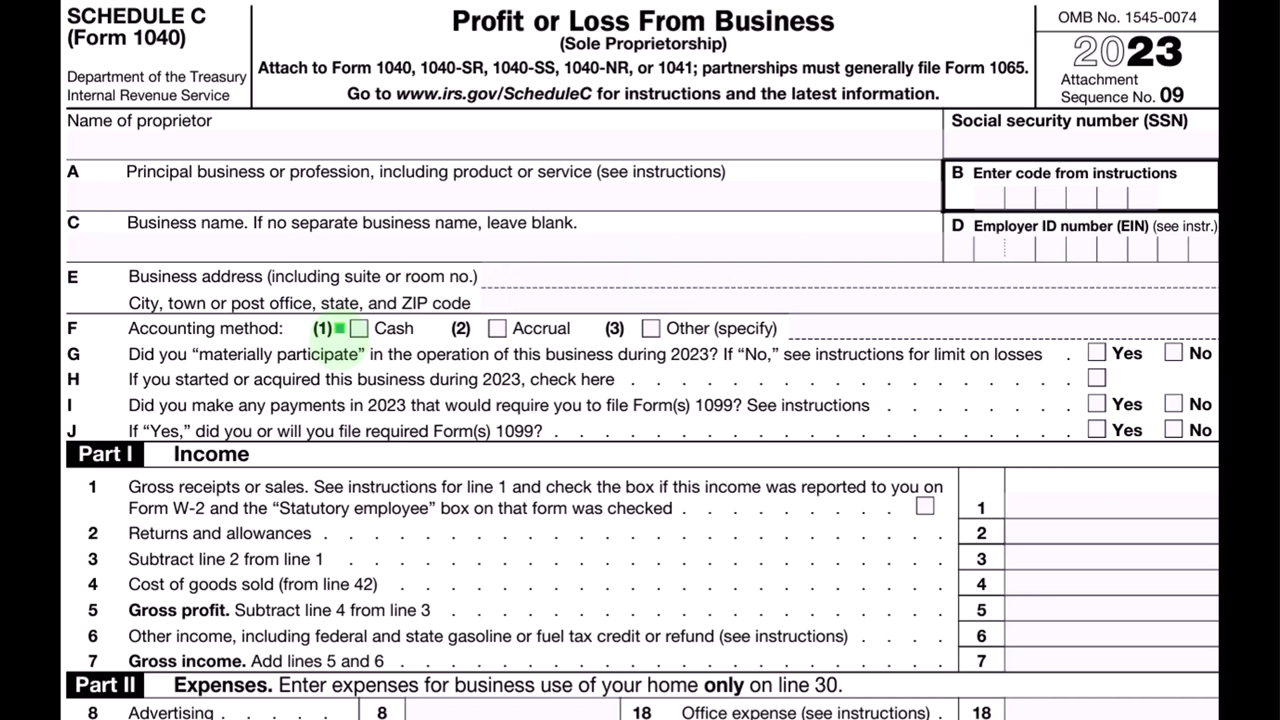 SCHEDULE C
(Form 1040)
Department of the Treasury
Internal Revenue Service
Profit or Loss From Business
(Sole Proprietorship)
Attach to Form 1040, 1040-SR, 1040-SS, 1040-NR, or 1041; partnerships must generally file Form 1065.
Go to www.irs.gov/ScheduleC for instructions and the latest information.
OMB No. 1545-0074
2023
Attachment
Sequence No. 09
Name of proprietor
Social security number (SSN)
A Principal business or profession, including product or service (see instructions)
B Enter code from instructions
C Business name. If no separate business name, leave blank.
D Employer ID number (EIN) (see instr.)
E Business address (including suite or room no.)
City, town or post office, state, and ZIP code
F Accounting method: (1) Cash (2) Accrual (3) Other (specify)
G Did you “materially participate” in the operation of this business during 2023? If “No,” see instructions for limit on losses . Yes No
H If you started or acquired this business during 2023, check here . . . . . . . . . . . . . . . . . .
I Did you make any payments in 2023 that would require you to file Form(s) 1099? See instructions . . . . . . . Yes No
J If “Yes,” did you or will you file required Form(s) 1099? . . . . . . . . . . . . . . . . . . . . . Yes No
Part I Income
1 Gross receipts or sales. See instructions for line 1 and check the box if this income was reported to you on
Form W-2 and the “Statutory employee” box on that form was checked . . . . . . . . . 1
2 Returns and allowances . . . . . . . . . . . . . . . . . . . . . . . . 2
3 Subtract line 2 from line 1 . . . . . . . . . . . . . . . . . . . . . . . . 3
4 Cost of goods sold (from line 42) . . . . . . . . . . . . . . . . . . . . . . 4
5 Gross profit. Subtract line 4 from line 3 . . . . . . . . . . . . . . . . . . . . 5
6 Other income, including federal and state gasoline or fuel tax credit or refund (see instructions) . . . . 6
7 Gross income. Add lines 5 and 6 . . . . . . . . . . . . . . . . . . . . . . 7
Part II Expenses. Enter expenses for business use of your home only on line 30.
8 Advertising . . . . . 8 18 Office expense (see instructions) . 18